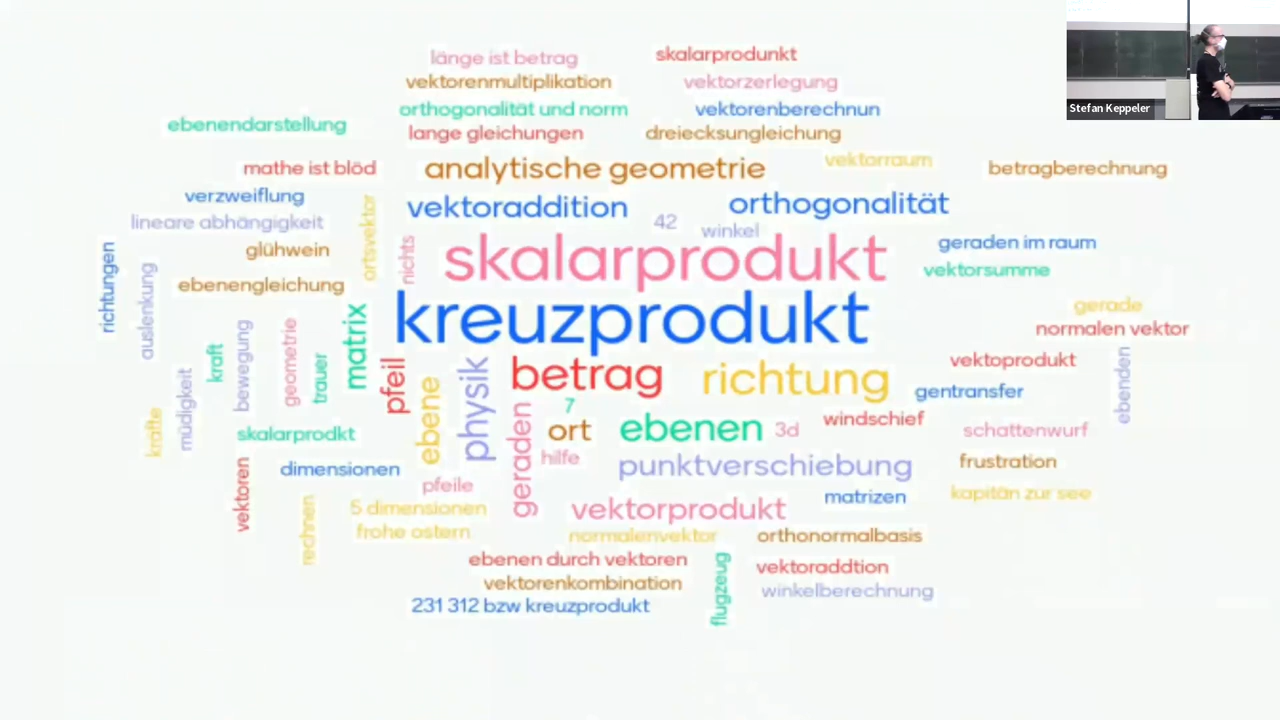 länge ist betrag
skalarprodunkt
vektorenmultiplikation
vektorzerlegung
orthogonalität und norm
vektorenberechnun
Stefan Keppeler
ebenendarstellung
lange gleichungen
dreiecksungleichung
mathe ist blöd
analytische geometrie
vektorraum
betragberechnung
verzweiflung
vektoraddition
orthogonalität
lineare abhängigkeit
ortsvektor
42
winkel
glühwein
nichts
skalarprodukt
geraden im raum
vektorsumme
richtungen
auslenkung
ebenengleichung
kreuzprodukt
gerade
normalen vektor
kraft
bewegung
geometrie
trauer
matrix
pfeil
physik
betrag
richtung
vektoprodukt
ebenden
gentransfer
kräfte
müdigkeit
ebene
geraden
7
ort
ebenen
3d
windschief
schattenwurf
skalarprodkt
hilfe
dimensionen
punktverschiebung
frustration
vektoren
pfeile
matrizen
kapitän zur see
rechnen
5 dimensionen
vektorprodukt
frohe ostern
normalenvektor
orthonormalbasis
ebenen durch vektoren
flugzeug
vektoraddtion
vektorenkombination
winkelberechnung
231 312 bzw kreuzprodukt